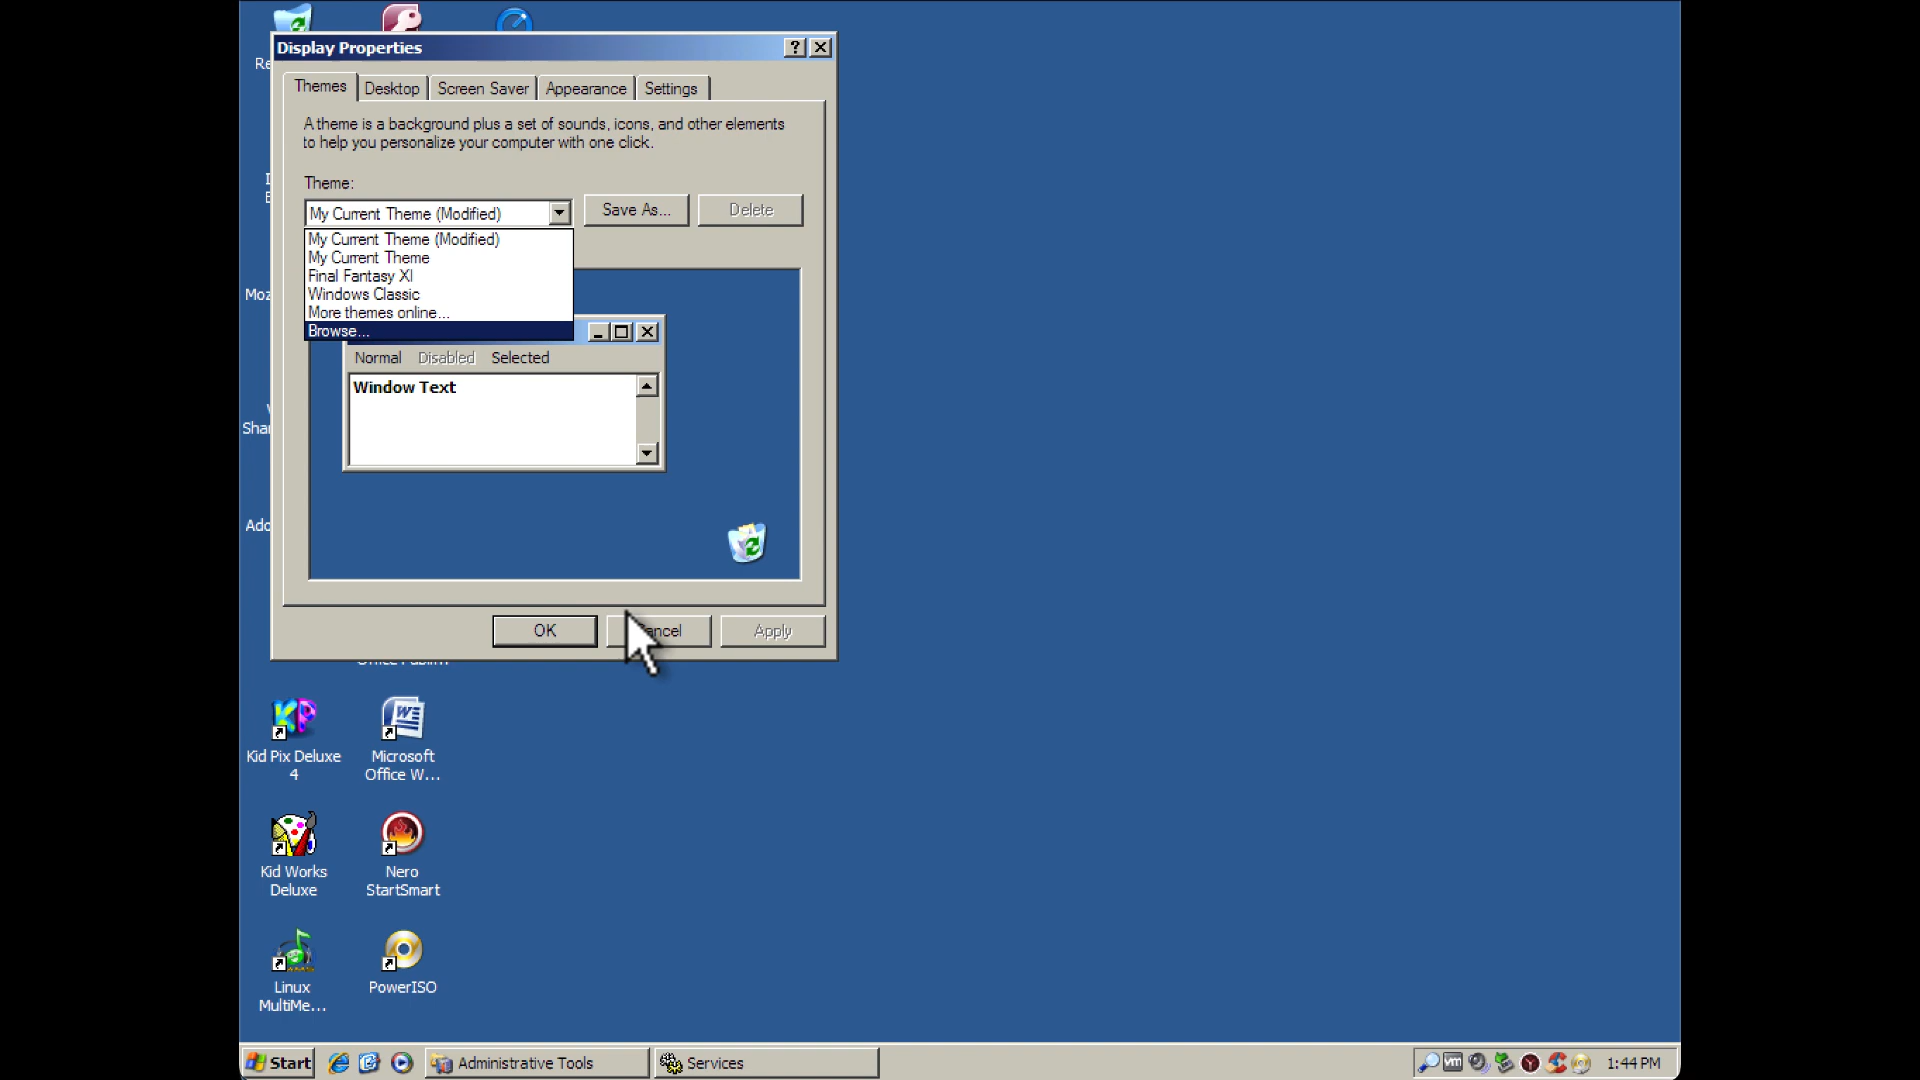 Display Properties
Themes
Desktop
Screen Saver
Appearance
Settings
A theme is a background plus a set of sounds, icons, and other elements
to help you personalize your computer with one click.
Theme:
My Current Theme (Modified)
Save As...
Delete
My Current Theme (Modified)
My Current Theme
Final Fantasy XI
Windows Classic
More themes online...
Browse...
Normal
Disabled
Selected
Window Text
OK
Apply
Kid Pix Deluxe
4
Microsoft
Office W...
Kid Works
Deluxe
Nero
StartSmart
Linux
MultiMe...
PowerISO
Start
Administrative Tools
Services
1:44 PM